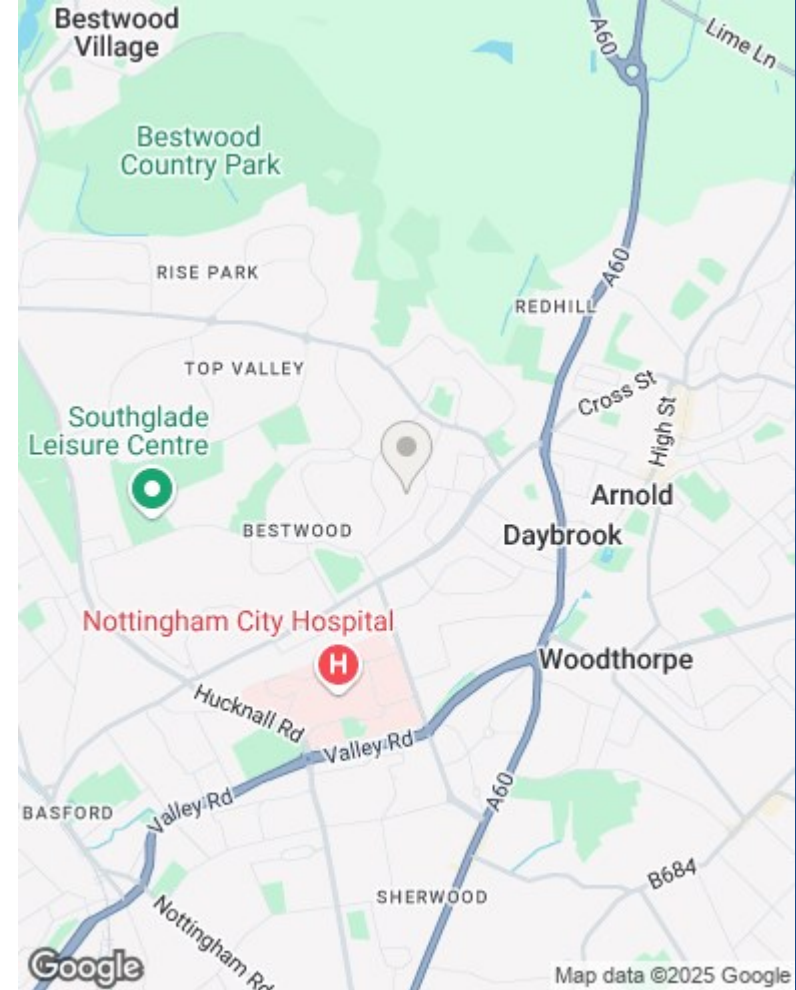 Bestwood
Village
A60
Lime Ln
Bestwood
Country Park
RISE PARK
A60
REDHILL
TOP VALLEY
Cross St
Southglade
Leisure Centre
High St
Arnold
BESTWOOD
Daybrook
Nottingham City Hospital
H
Woodthorpe
Hucknall Rd
Valley Rd
Valley Rd
A60
BASFORD
B684
SHERWOOD
Nottingham Rd
Google
Map data ©2025 Google